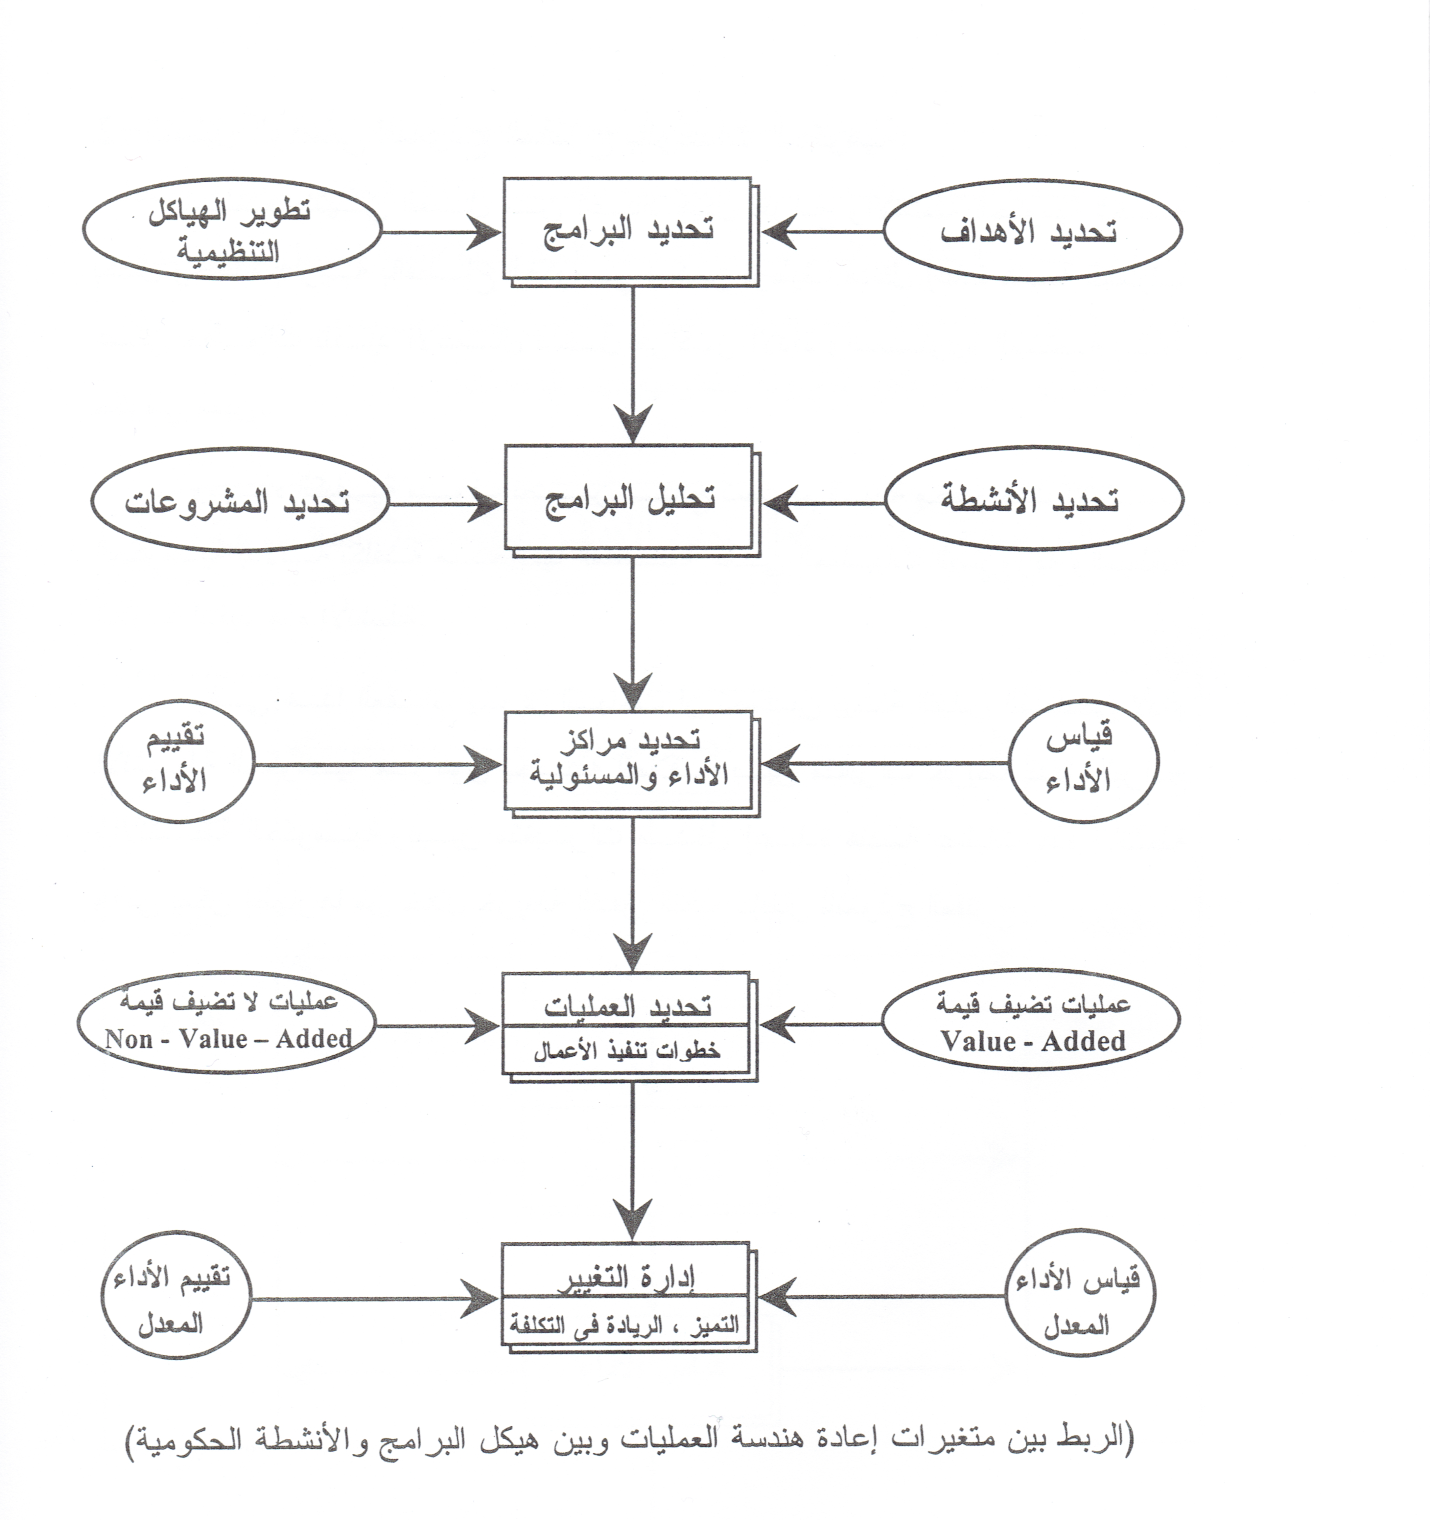 تحديد الأهداف
تحديد البرامج
تطوير الهياكل
التنظيمية
تحديد الأنشطة
تحليل البرامج
تحديد المشروعات
قياس
الأداء
تحديد مراكز
الأداء والمسئولية
تقييم
الأداء
عمليات تضيف قيمة
Value - Added
تحديد العمليات
خطوات تنفيذ الأعمال
عمليات لا تضيف قيمة
Non - Value – Added
قياس الأداء
المعدل
إدارة التغيير
التميز ، الريادة في التكلفة
تقييم الأداء
المعدل
(الربط بين متغيرات إعادة هندسة العمليات وبين هيكل البرامج والأنشطة الحكومية)